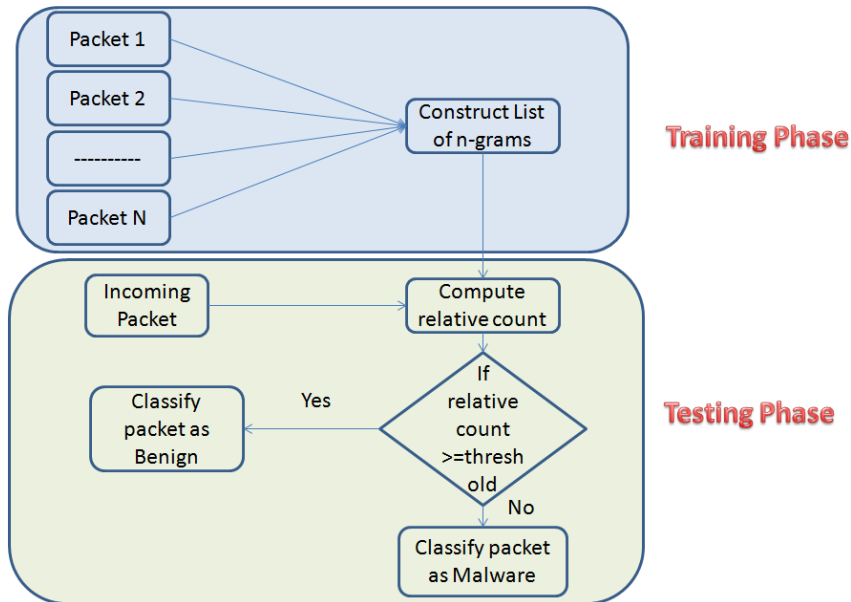 Packet 1
Packet 2
----------
Packet N
Construct List
of n-grams
Training Phase
Incoming
Packet
Compute
relative count
If
relative
count
>=thresh
old
Yes
Classify
packet as
Benign
No
Classify packet
as Malware
Testing Phase